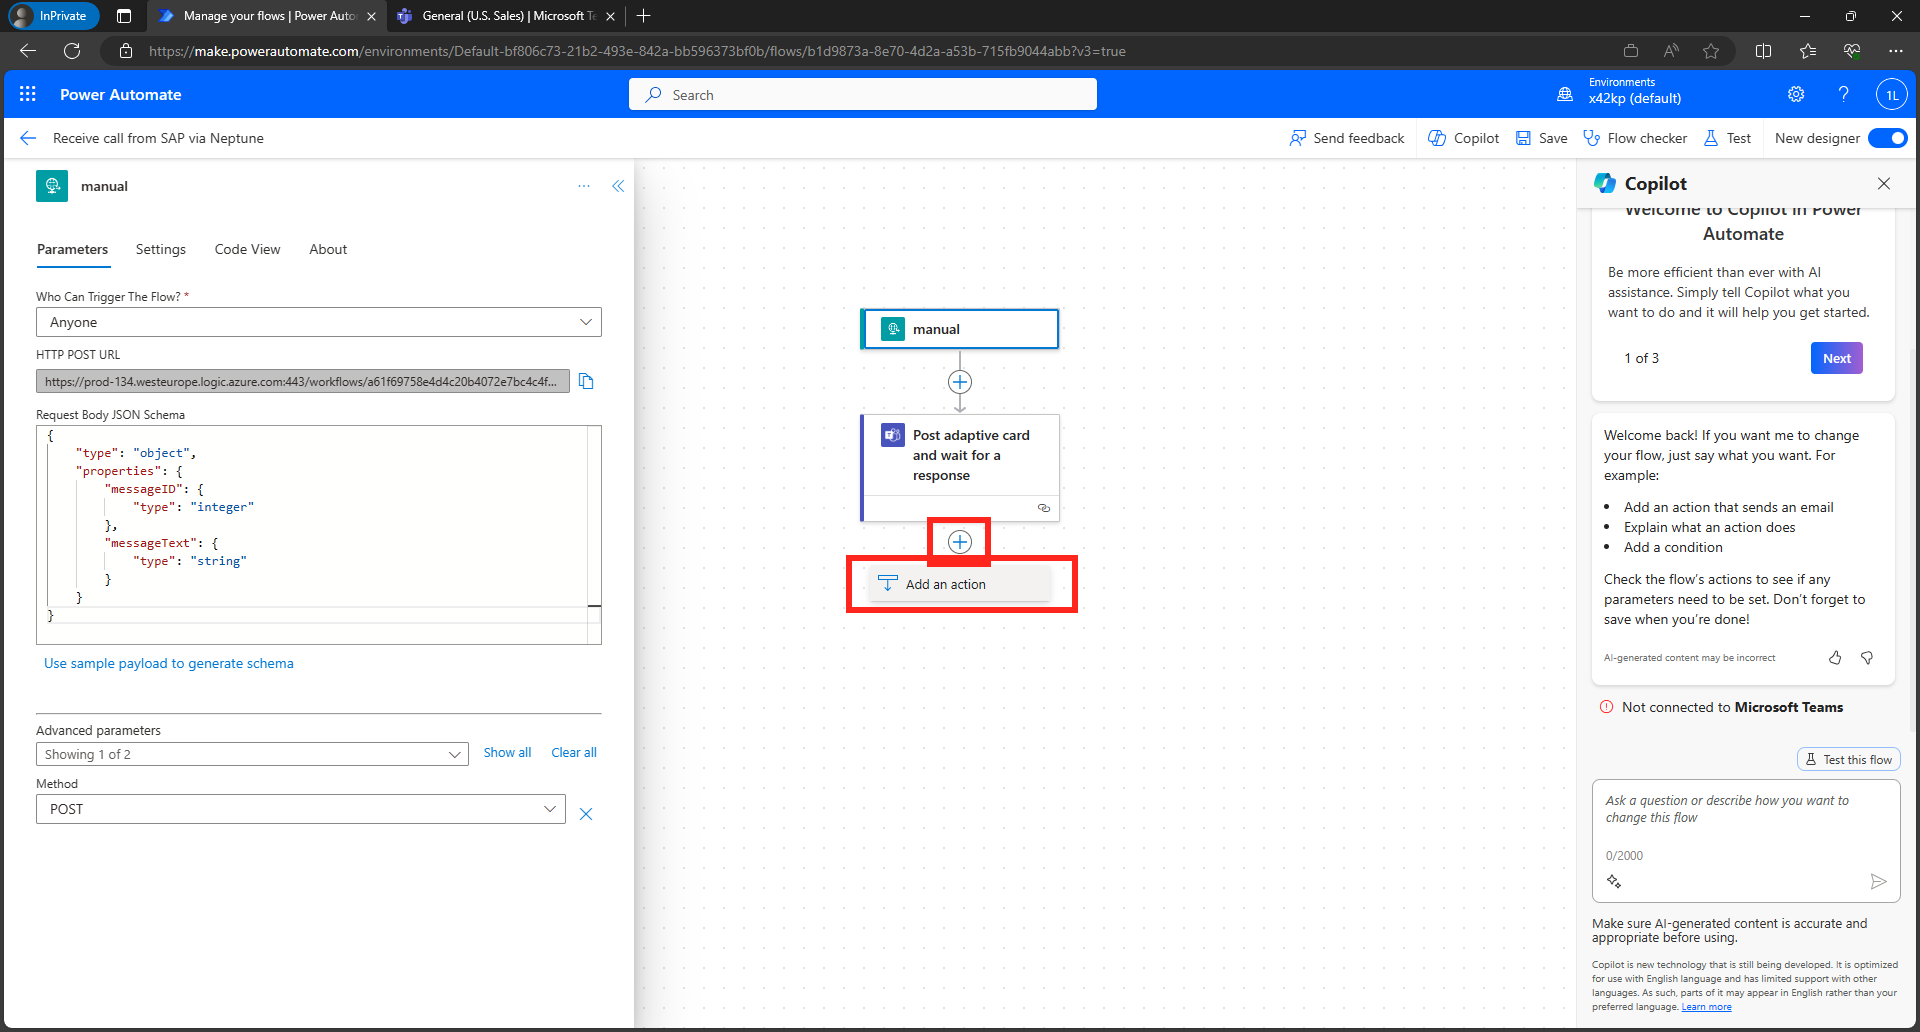 InPrivate
Manage your flows | Power Auto
General (U.S. Sales) | Microsoft Te
https://make.powerautomate.com/environments/Default-bf806c73-21b2-493e-842a-bb596373bf0b/flows/b1d9873a-8e70-4d2a-a53b-715fb9044abb?v3=true
Power Automate
Search
Environments
x42kp (default)
1L
Receive call from SAP via Neptune
Send feedback
Copilot
Save
Flow checker
Test
New designer
manual
Parameters
Settings
Code View
About
Who Can Trigger The Flow? *
Anyone
HTTP POST URL
https://prod-134.westeurope.logic.azure.com:443/workflows/a61f69758e4d4c20b4072e7bc4c4f...
Request Body JSON Schema
{
"type": "object",
"properties": {
"messageID": {
"type": "integer"
},
"messageText": {
"type": "string"
}
}
}
Use sample payload to generate schema
Advanced parameters
Showing 1 of 2
Show all
Clear all
Method
POST
manual
Post adaptive card
and wait for a
response
Add an action
Copilot
Welcome to Copilot in Power
Automate
Be more efficient than ever with AI
assistance. Simply tell Copilot what you
want to do and it will help you get started.
1 of 3
Next
Welcome back! If you want me to change
your flow, just say what you want. For
example:
• Add an action that sends an email
• Explain what an action does
• Add a condition
Check the flow's actions to see if any
parameters need to be set. Don't forget to
save when you're done!
AI-generated content may be incorrect
Not connected to Microsoft Teams
Test this flow
Ask a question or describe how you want to
change this flow
0/2000
Make sure AI-generated content is accurate and
appropriate before using.
Copilot is new technology that is still being developed. It is optimized
for use with English language and has limited support with other
languages. As such, parts of it may appear in English rather than your
preferred language. Learn more